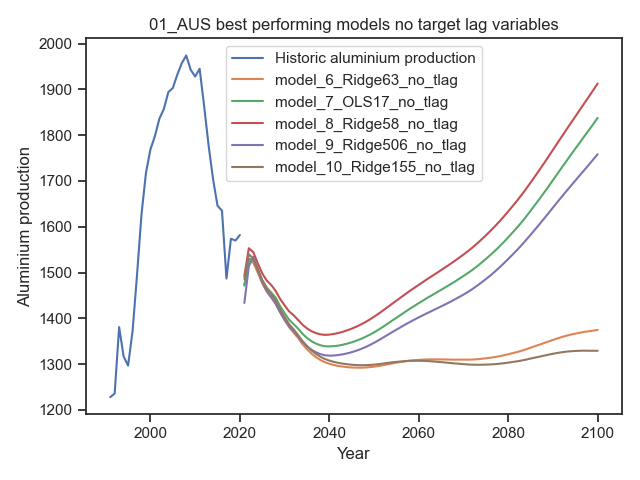 01_AUS best performing models no target lag variables
Historic aluminium production
model_6_Ridge63_no_tlag
model_7_OLS17_no_tlag
model_8_Ridge58_no_tlag
model_9_Ridge506_no_tlag
model_10_Ridge155_no_tlag
Aluminium production
2000
1900
1800
1700
1600
1500
1400
1300
1200
2000 2020 2040 2060 2080 2100
Year